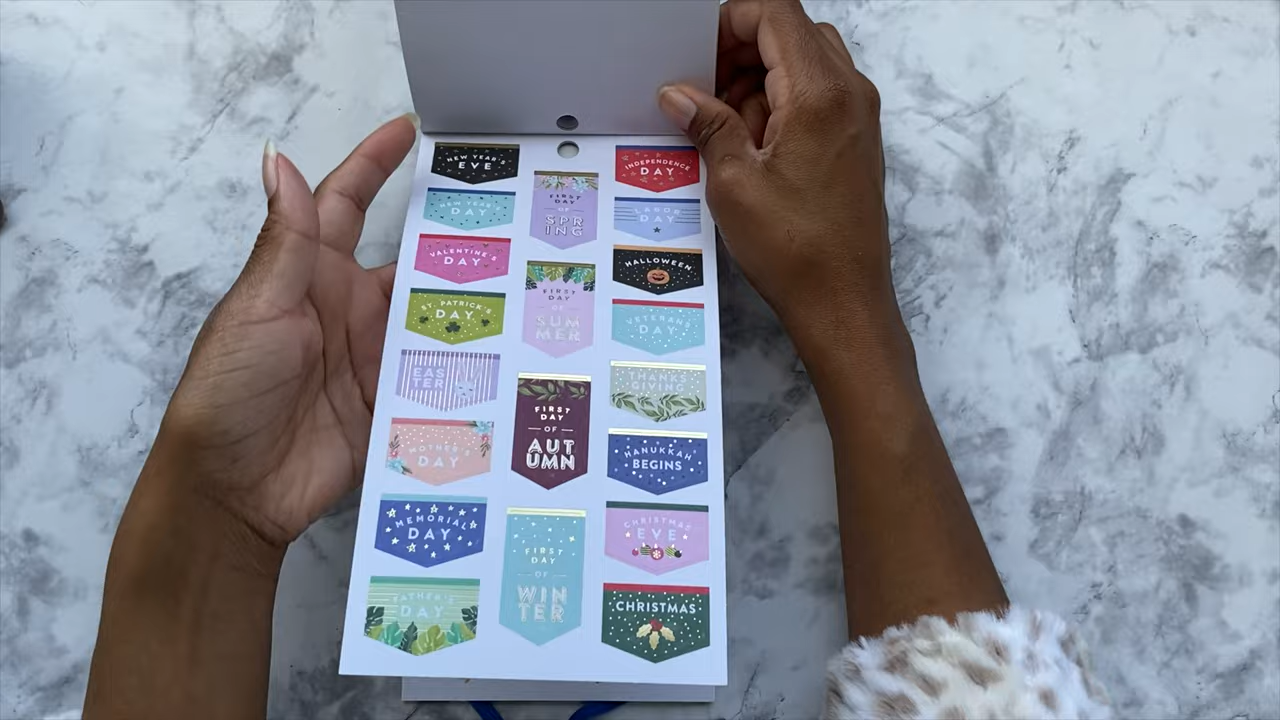 NEW YEAR'S
EVE
NEW YEAR'S
DAY
VALENTINE'S
DAY
ST. PATRICK'S
DAY
EAS
TER
MOTHER'S
DAY
MEMORIAL
DAY
FATHER'S
DAY
FIRST
DAY
OF
SPR
ING
FIRST
DAY
OF
SUM
MER
FIRST
DAY
OF
AUT
UMN
FIRST
DAY
OF
WIN
TER
INDEPENDENCE
DAY
LABOR
DAY
HALLOWEEN
VETERANS
DAY
THANKS
GIVING
HANUKKAH
BEGINS
CHRISTMAS
EVE
CHRISTMAS